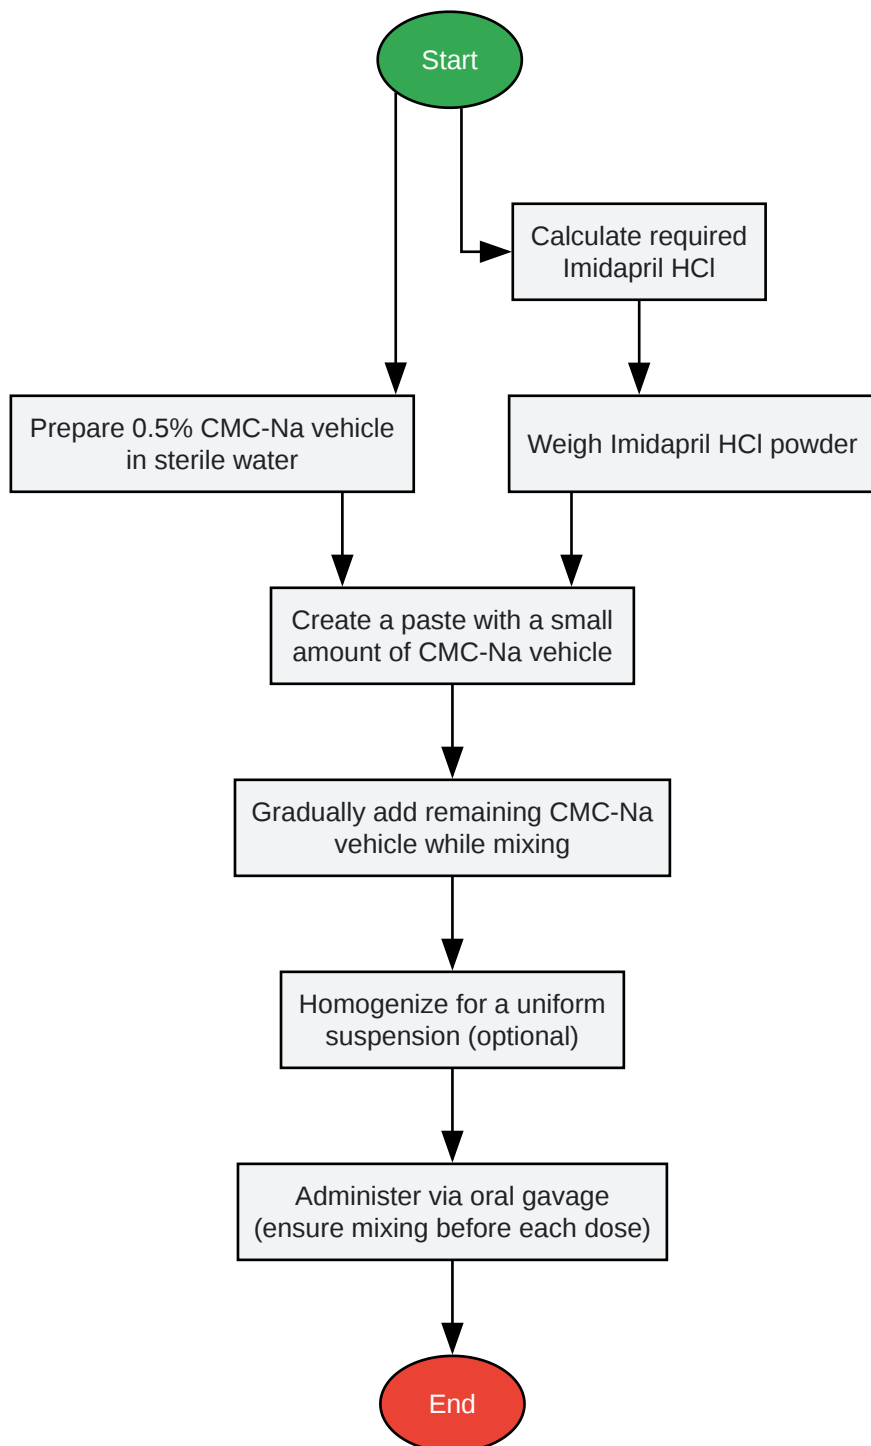 Start
Calculate required
Imidapril HCl
Prepare 0.5% CMC-Na vehicle
in sterile water
Weigh Imidapril HCl powder
Create a paste with a small
amount of CMC-Na vehicle
Gradually add remaining CMC-Na
vehicle while mixing
Homogenize for a uniform
suspension (optional)
Administer via oral gavage
(ensure mixing before each dose)
End